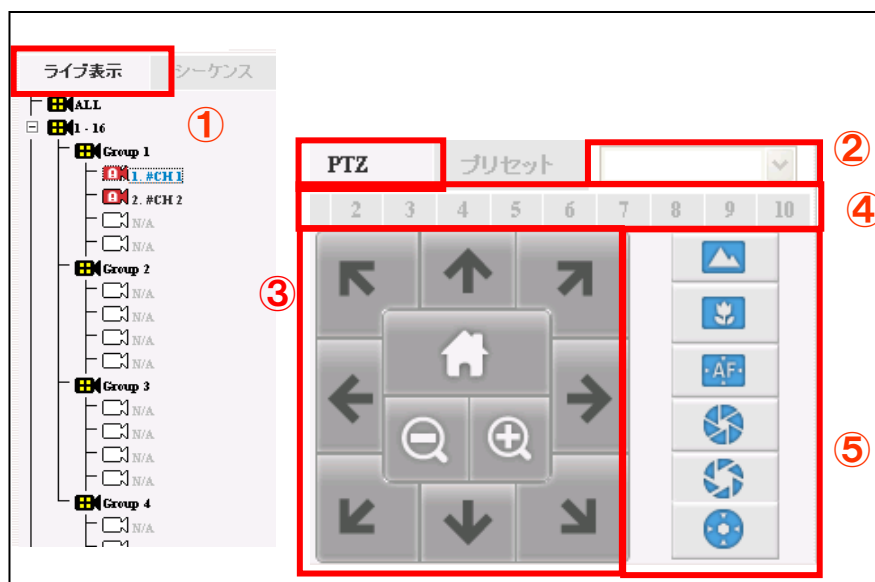 ライブ表示 シーケンス
ALL
1 - 16
①
Group 1
1. #CH 1
2. #CH 2
N/A
N/A
Group 2
N/A
N/A
N/A
N/A
Group 3
N/A
N/A
N/A
N/A
Group 4
N/A
PTZ プリセット
②
2 3 4 5 6 7 8 9 10
④
③
AF
⑤